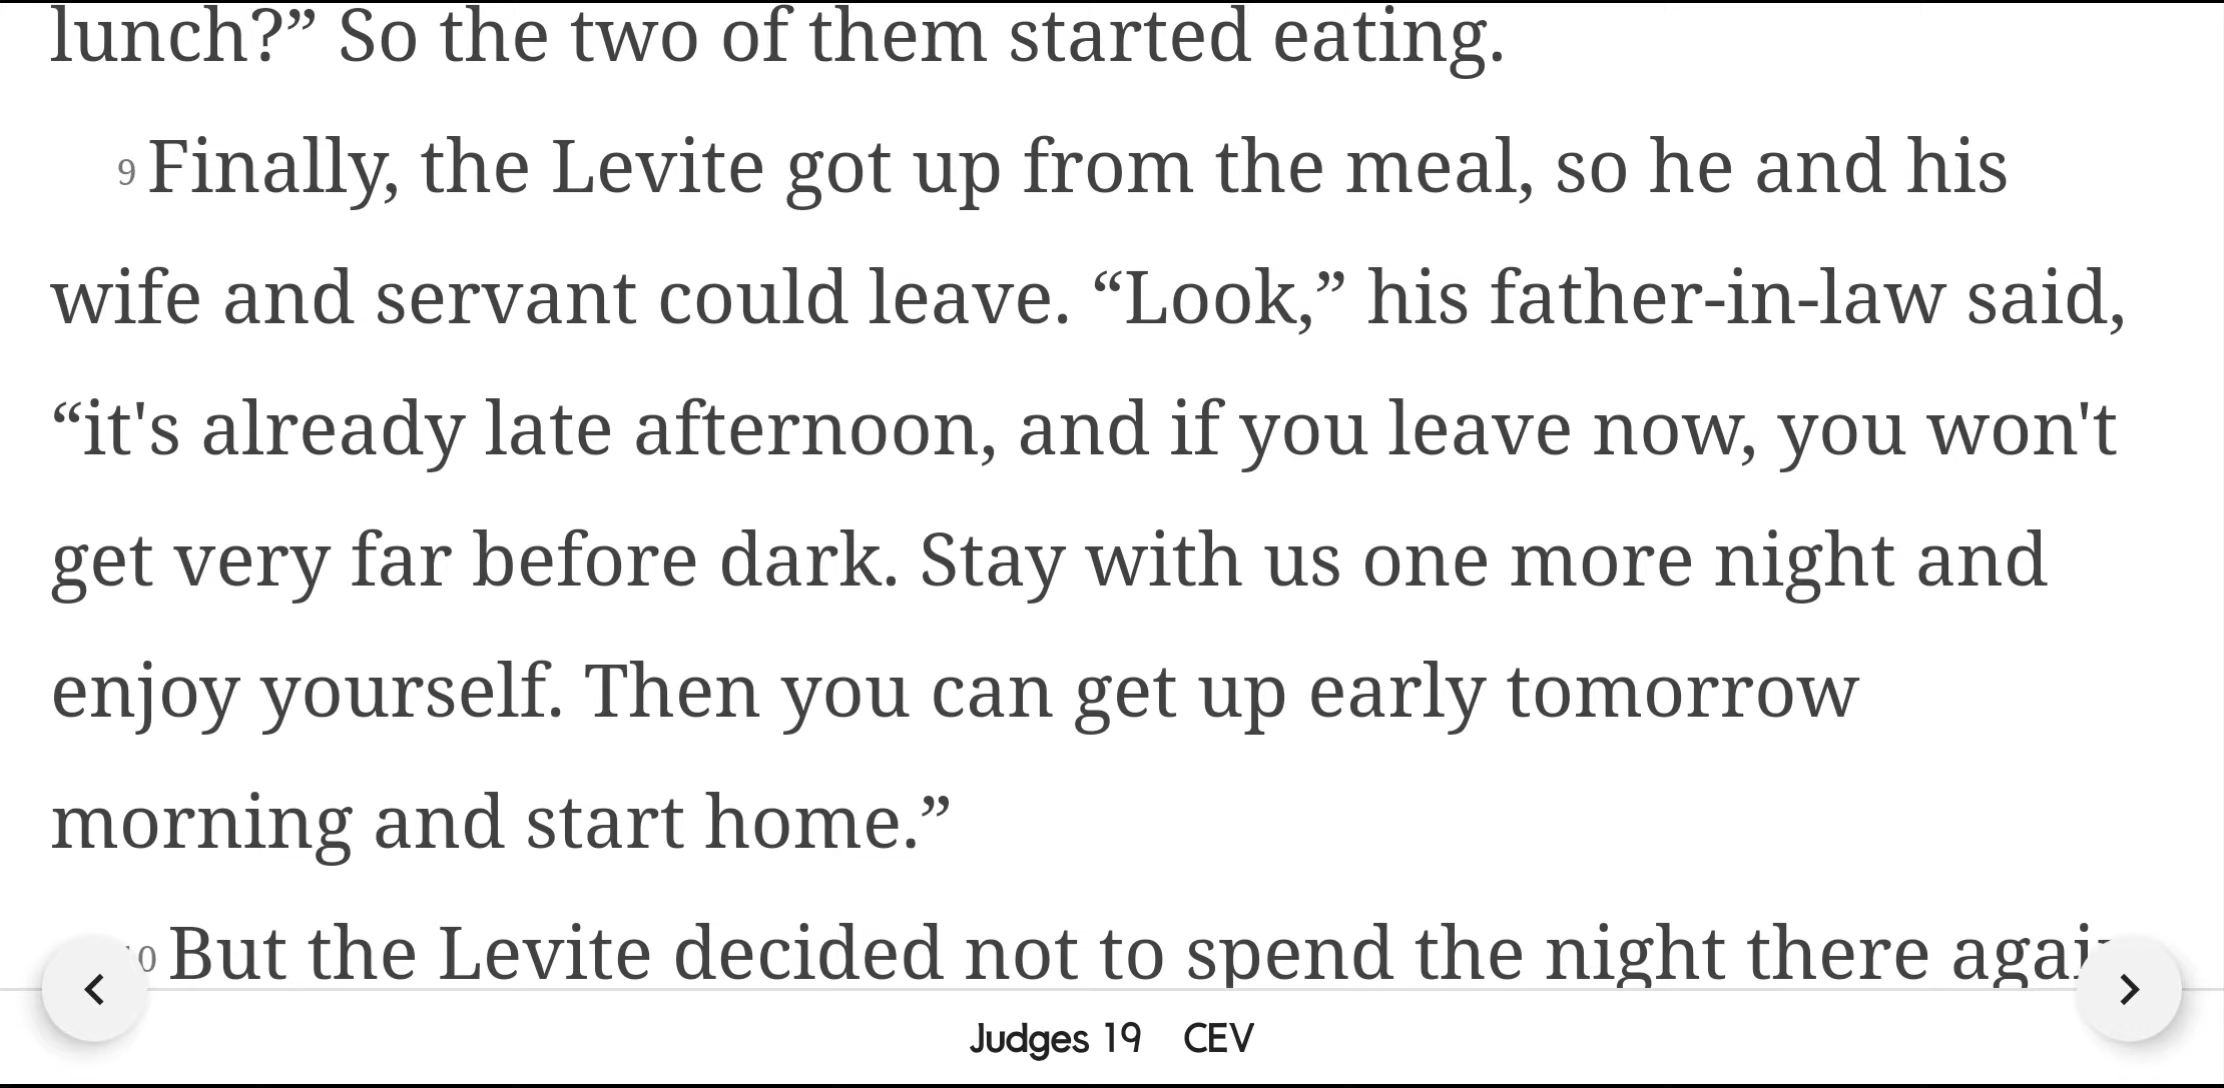 lunch?” So the two of them started eating.
9 Finally, the Levite got up from the meal, so he and his
wife and servant could leave. “Look,” his father-in-law said,
“it's already late afternoon, and if you leave now, you won't
get very far before dark. Stay with us one more night and
enjoy yourself. Then you can get up early tomorrow
morning and start home.”
10 But the Levite decided not to spend the night there
Judges 19 CEV